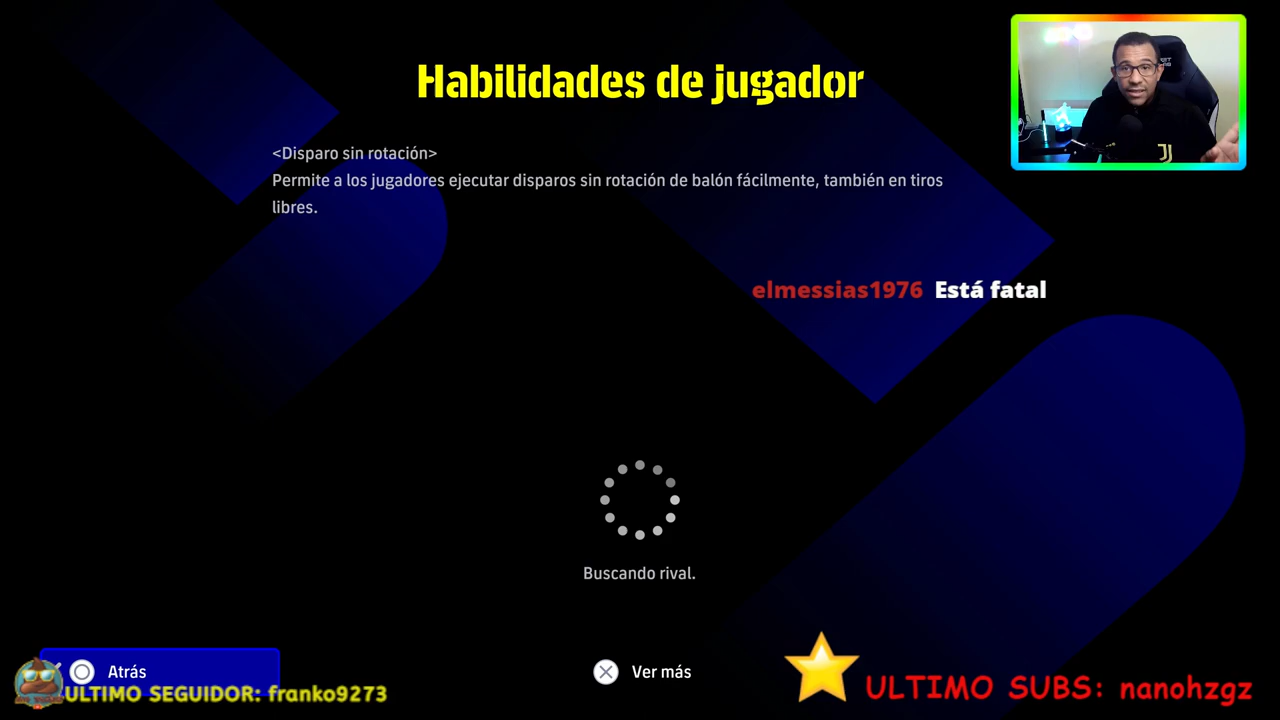 Habilidades de jugador
<Disparo sin rotación>
Permite a los jugadores ejecutar disparos sin rotación de balón fácilmente, también en tiros
libres.
elmessias1976 Está fatal
Buscando rival.
Atrás
Ver más
ULTIMO SEGUIDOR: franko9273
ULTIMO SUBS: nanohzgz